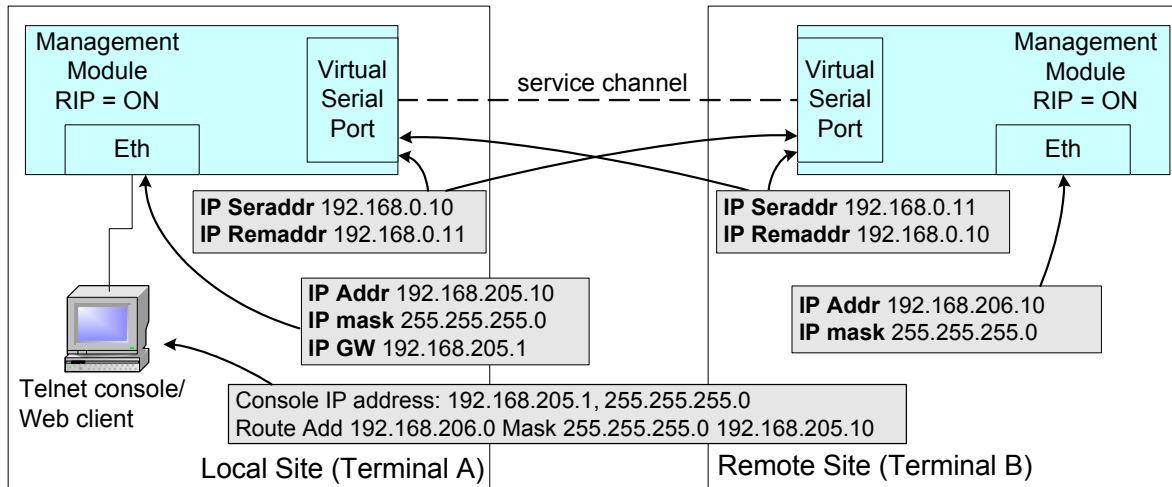 Management
Module
RIP = ON
Virtual
Serial
Port
Eth
service channel
Virtual
Serial
Port
Management
Module
RIP = ON
Eth
IP Seraddr 192.168.0.10
IP Remaddr 192.168.0.11
IP Seraddr 192.168.0.11
IP Remaddr 192.168.0.10
IP Addr 192.168.205.10
IP mask 255.255.255.0
IP GW 192.168.205.1
IP Addr 192.168.206.10
IP mask 255.255.255.0
Telnet console/
Web client
Console IP address: 192.168.205.1, 255.255.255.0
Route Add 192.168.206.0 Mask 255.255.255.0 192.168.205.10
Local Site (Terminal A)
Remote Site (Terminal B)